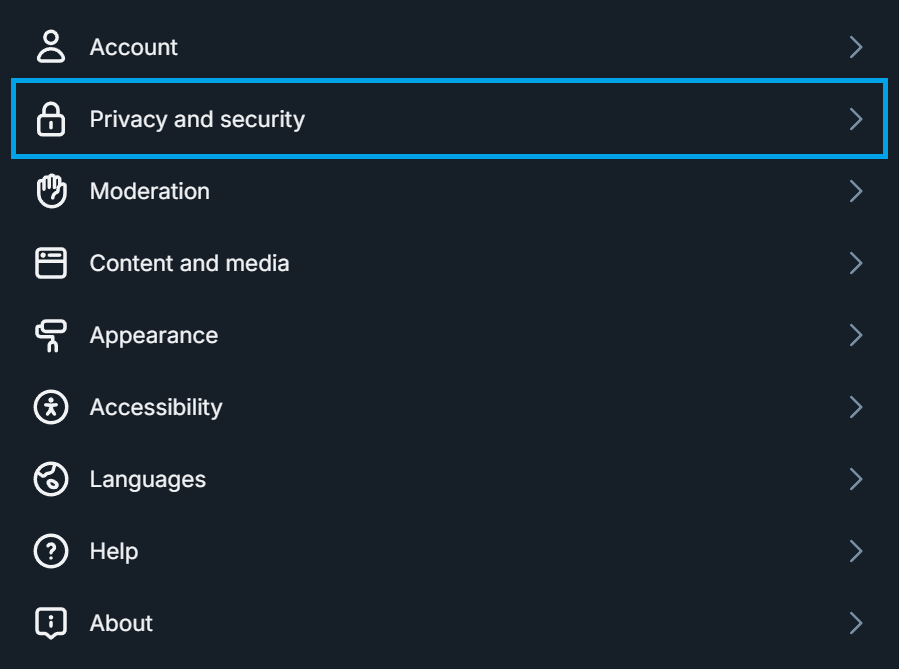 Account
Privacy and security
Moderation
Content and media
Appearance
Accessibility
Languages
Help
About